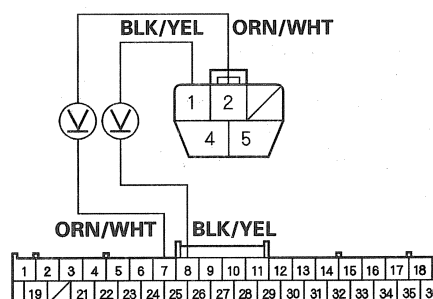 BLK/YEL ORN/WHT
1 2
V V
4 5
ORN/WHT BLK/YEL
1 2 3 4 5 6 7 8 9 10 11 12 13 14 15 16 17 18
19 21 22 23 24 25 26 27 28 29 30 31 32 33 34 35